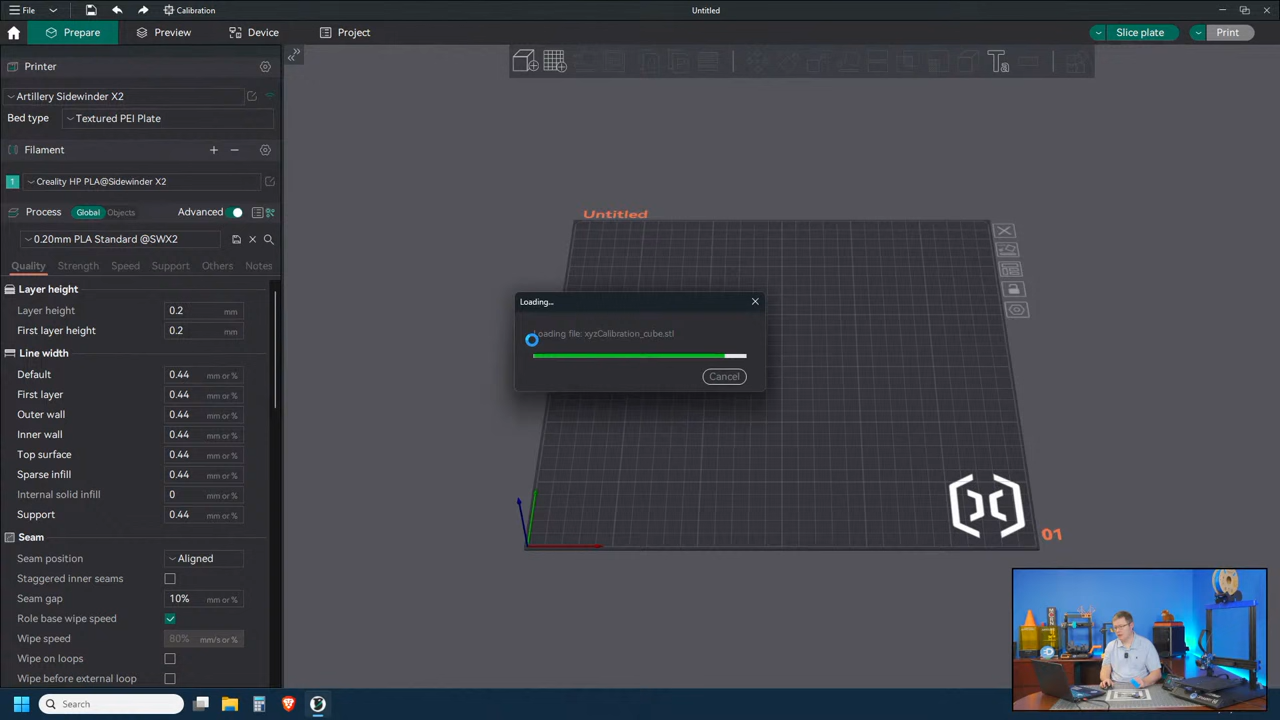 File
Calibration
Untitled
Prepare
Preview
Device
Project
Slice plate
Print
Printer
Artillery Sidewinder X2
Bed type
Textured PEI Plate
Filament
1
Creality HP PLA@Sidewinder X2
Process
Global
Objects
Advanced
0.20mm PLA Standard @SWX2
Quality
Strength
Speed
Support
Others
Notes
Layer height
Layer height 0.2 mm
First layer height 0.2 mm
Line width
Default 0.44 mm or %
First layer 0.44 mm or %
Outer wall 0.44 mm or %
Inner wall 0.44 mm or %
Top surface 0.44 mm or %
Sparse infill 0.44 mm or %
Internal solid infill 0 mm or %
Support 0.44 mm or %
Seam
Seam position Aligned
Staggered inner seams
Seam gap 10% mm or %
Role base wipe speed
Wipe speed 80% mm/s or %
Wipe on loops
Wipe before external loop
Untitled
Loading...
Loading file: xyzCalibration_cube.stl
Cancel
01
Search